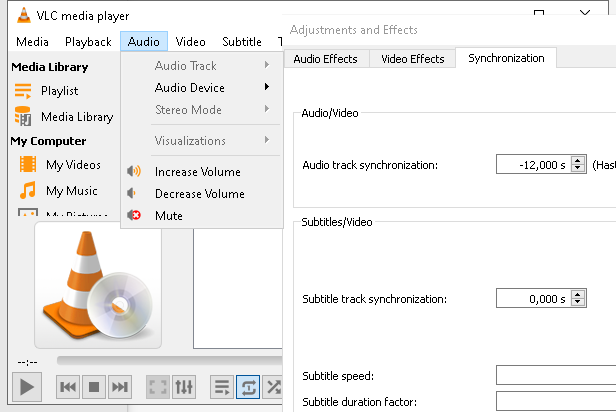 VLC media player
Media Playback Audio Video Subtitle
Media Library
Playlist
Media Library
My Computer
My Videos
My Music
My Pictures
Audio Track
Audio Device
Stereo Mode
Visualizations
Increase Volume
Decrease Volume
Mute
--:--
Adjustments and Effects
Audio Effects Video Effects Synchronization
Audio/Video
Audio track synchronization: -12,000 s (Hast
Subtitles/Video
Subtitle track synchronization: 0,000 s
Subtitle speed:
Subtitle duration factor: